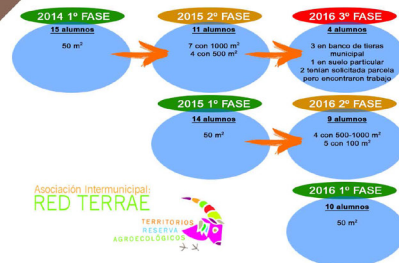 2014 1º FASE
15 alumnos
50 m²
2015 2º FASE
11 alumnos
7 con 1000 m²
4 con 500 m²
2016 3º FASE
4 alumnos
3 en banco de tieras
municipal
1 en suelo particular
2 tenían solicitada parcela
pero encontraron trabajo
2015 1º FASE
14 alumnos
50 m²
2016 2º FASE
9 alumnos
4 con 500-1000 m²
5 con 100 m²
2016 1º FASE
10 alumnos
50 m²
Asociación Intermunicipal:
RED TERRAE
TERRITORIOS
RESERVA
AGROECOLÓGICOS